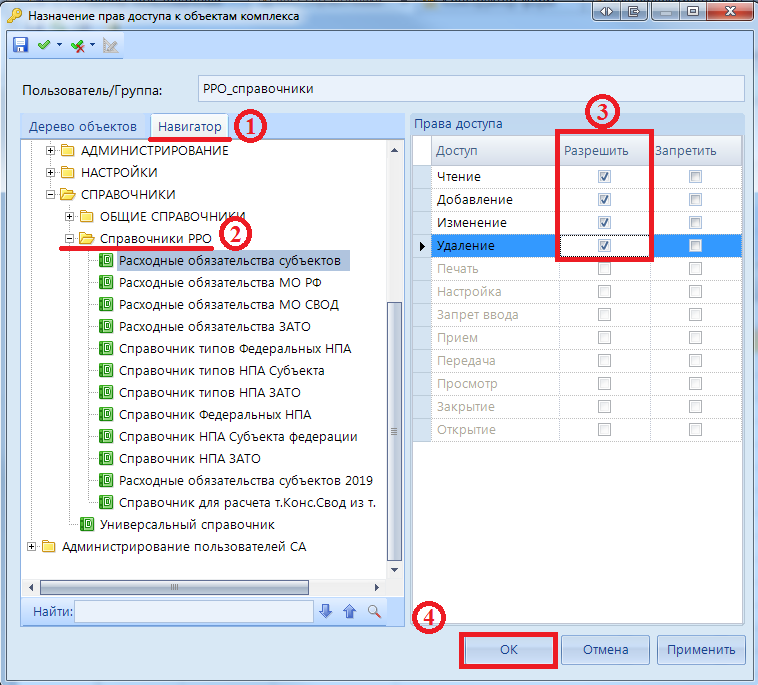 Назначение прав доступа к объектам комплекса
Пользователь/Группа:
РРО_справочники
Дерево объектов
Навигатор
1
АДМИНИСТРИРОВАНИЕ
НАСТРОЙКИ
СПРАВОЧНИКИ
ОБЩИЕ СПРАВОЧНИКИ
Справочники РРО
2
Расходные обязательства субъектов
Расходные обязательства МО РФ
Расходные обязательства МО СВОД
Расходные обязательства ЗАТО
Справочник типов Федеральных НПА
Справочник типов НПА Субъекта
Справочник типов НПА ЗАТО
Справочник Федеральных НПА
Справочник НПА Субъекта федерации
Справочник НПА ЗАТО
Расходные обязательства субъектов 2019
Справочник для расчета т.Конс.Свод из т.
Универсальный справочник
Администрирование пользователей СА
Найти:
Права доступа
3
Доступ Разрешить Запретить
Чтение
Добавление
Изменение
Удаление
Печать
Настройка
Запрет ввода
Прием
Передача
Просмотр
Закрытие
Открытие
4
ОК Отмена Применить